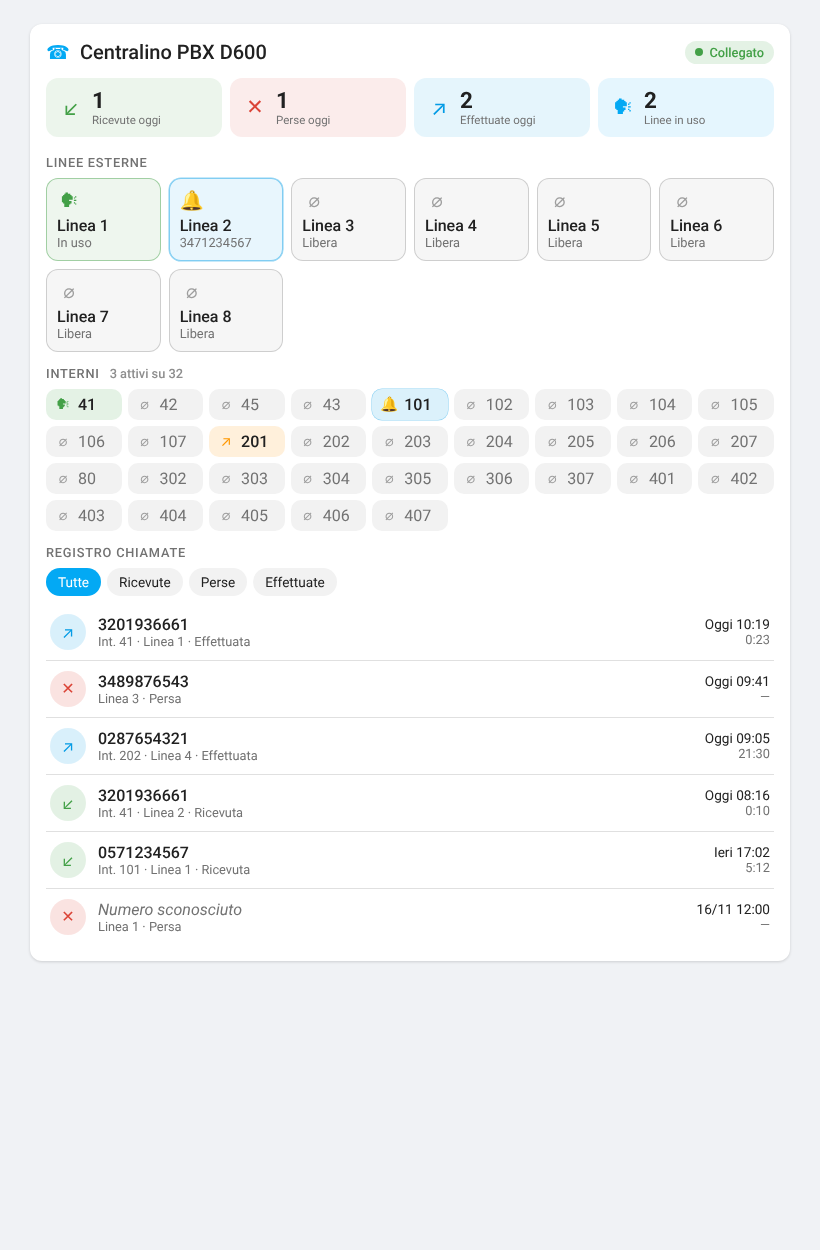 Centralino PBX D600
Collegato
1
Ricevute oggi
1
Perse oggi
2
Effettuate oggi
2
Linee in uso
LINEE ESTERNE
Linea 1
In uso
Linea 2
3471234567
Linea 3
Libera
Linea 4
Libera
Linea 5
Libera
Linea 6
Libera
Linea 7
Libera
Linea 8
Libera
INTERNI 3 attivi su 32
41 42 45 43 101 102 103 104 105
106 107 201 202 203 204 205 206 207
80 302 303 304 305 306 307 401 402
403 404 405 406 407
REGISTRO CHIAMATE
Tutte Ricevute Perse Effettuate
3201936661
Int. 41 · Linea 1 · Effettuata
Oggi 10:19
0:23
3489876543
Linea 3 · Persa
Oggi 09:41
—
0287654321
Int. 202 · Linea 4 · Effettuata
Oggi 09:05
21:30
3201936661
Int. 41 · Linea 2 · Ricevuta
Oggi 08:16
0:10
0571234567
Int. 101 · Linea 1 · Ricevuta
Ieri 17:02
5:12
Numero sconosciuto
Linea 1 · Persa
16/11 12:00
—